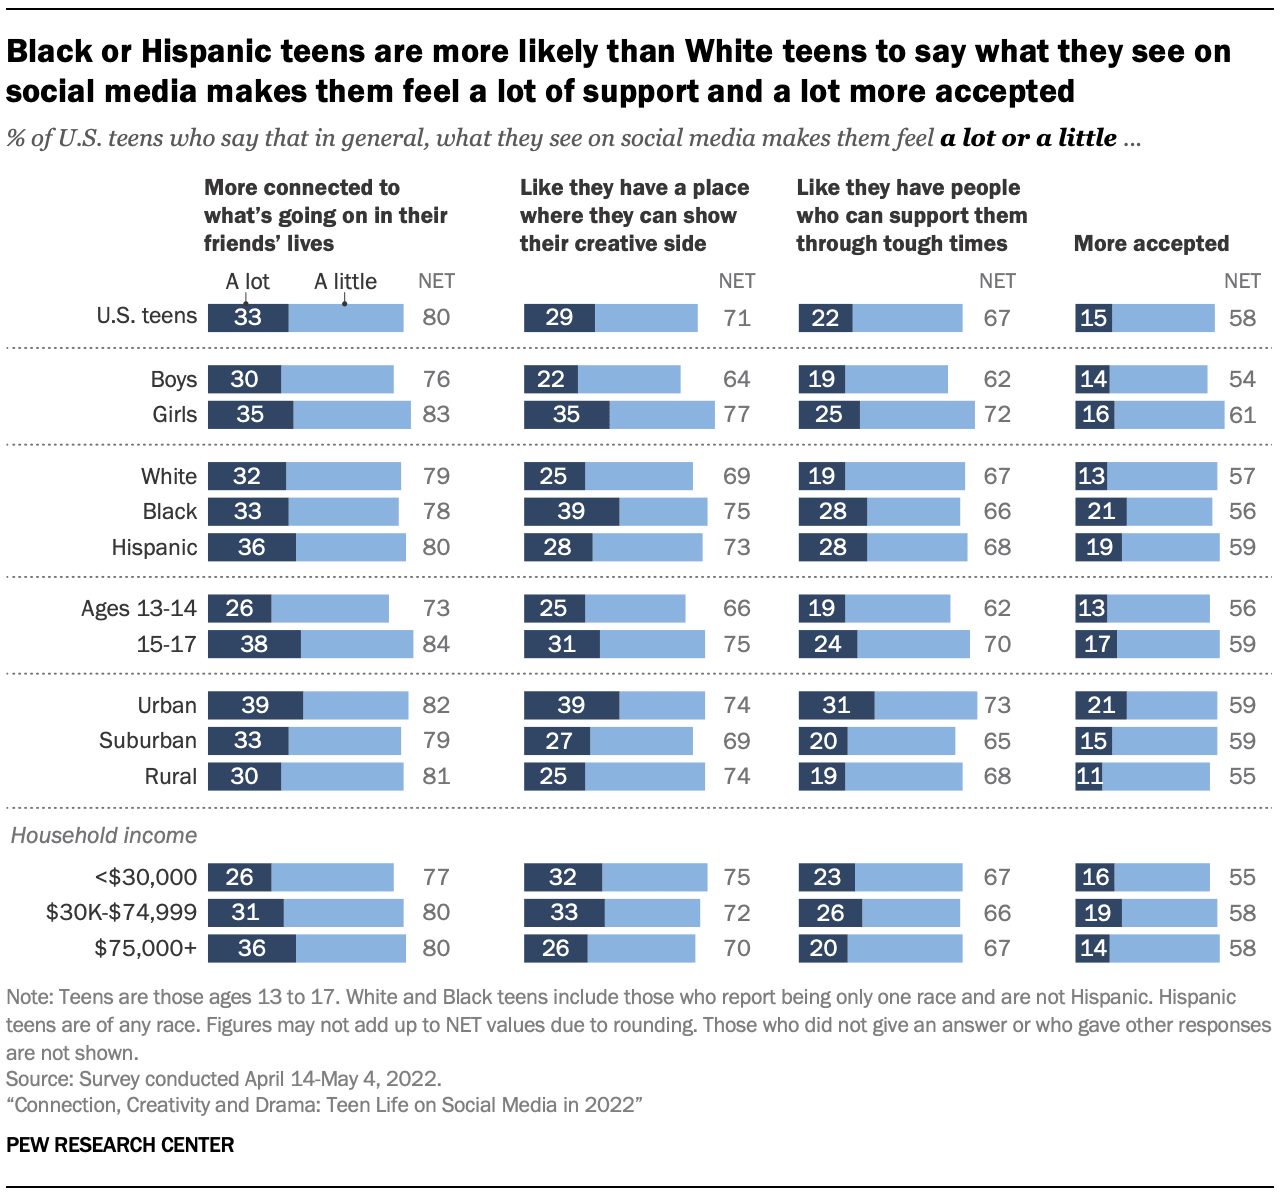 Black or Hispanic teens are more likely than White teens to say what they see on
social media makes them feel a lot of support and a lot more accepted
% of U.S. teens who say that in general, what they see on social media makes them feel a lot or a little ...
More connected to
what's going on in their
friends' lives
Like they have a place
where they can show
their creative side
Like they have people
who can support them
through tough times
More accepted
A lot A little NET NET NET NET
U.S. teens 33 80 29 71 22 67 15 58
Boys 30 76 22 64 19 62 14 54
Girls 35 83 35 77 25 72 16 61
White 32 79 25 69 19 67 13 57
Black 33 78 39 75 28 66 21 56
Hispanic 36 80 28 73 28 68 19 59
Ages 13-14 26 73 25 66 19 62 13 56
15-17 38 84 31 75 24 70 17 59
Urban 39 82 39 74 31 73 21 59
Suburban 33 79 27 69 20 65 15 59
Rural 30 81 25 74 19 68 11 55
Household income
<$30,000 26 77 32 75 23 67 16 55
$30K-$74,999 31 80 33 72 26 66 19 58
$75,000+ 36 80 26 70 20 67 14 58
Note: Teens are those ages 13 to 17. White and Black teens include those who report being only one race and are not Hispanic. Hispanic
teens are of any race. Figures may not add up to NET values due to rounding. Those who did not give an answer or who gave other responses
are not shown.
Source: Survey conducted April 14-May 4, 2022.
“Connection, Creativity and Drama: Teen Life on Social Media in 2022”
PEW RESEARCH CENTER